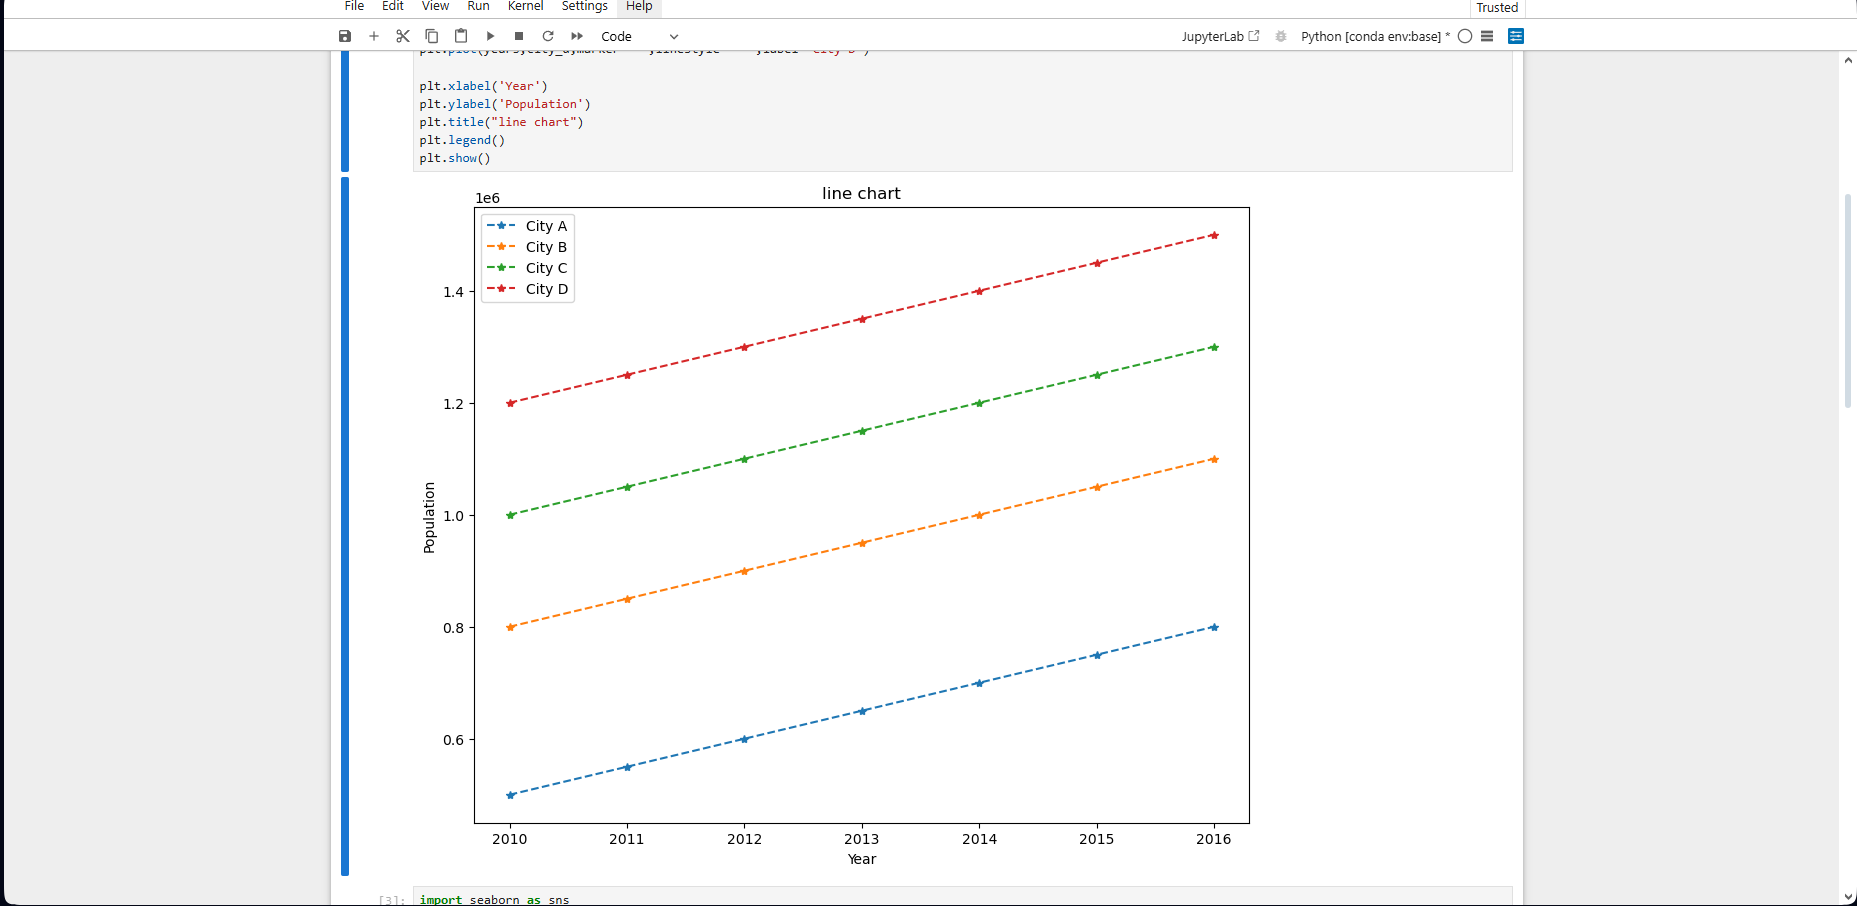 File Edit View Run Kernel Settings Help Trusted
Code JupyterLab Python [conda env:base] *
plt.xlabel('Year')
plt.ylabel('Population')
plt.title("line chart")
plt.legend()
plt.show()
line chart
1e6
City A
City B
City C
City D
1.4
1.2
1.0
0.8
0.6
Population
2010 2011 2012 2013 2014 2015 2016
Year
[3]: import seaborn as sns